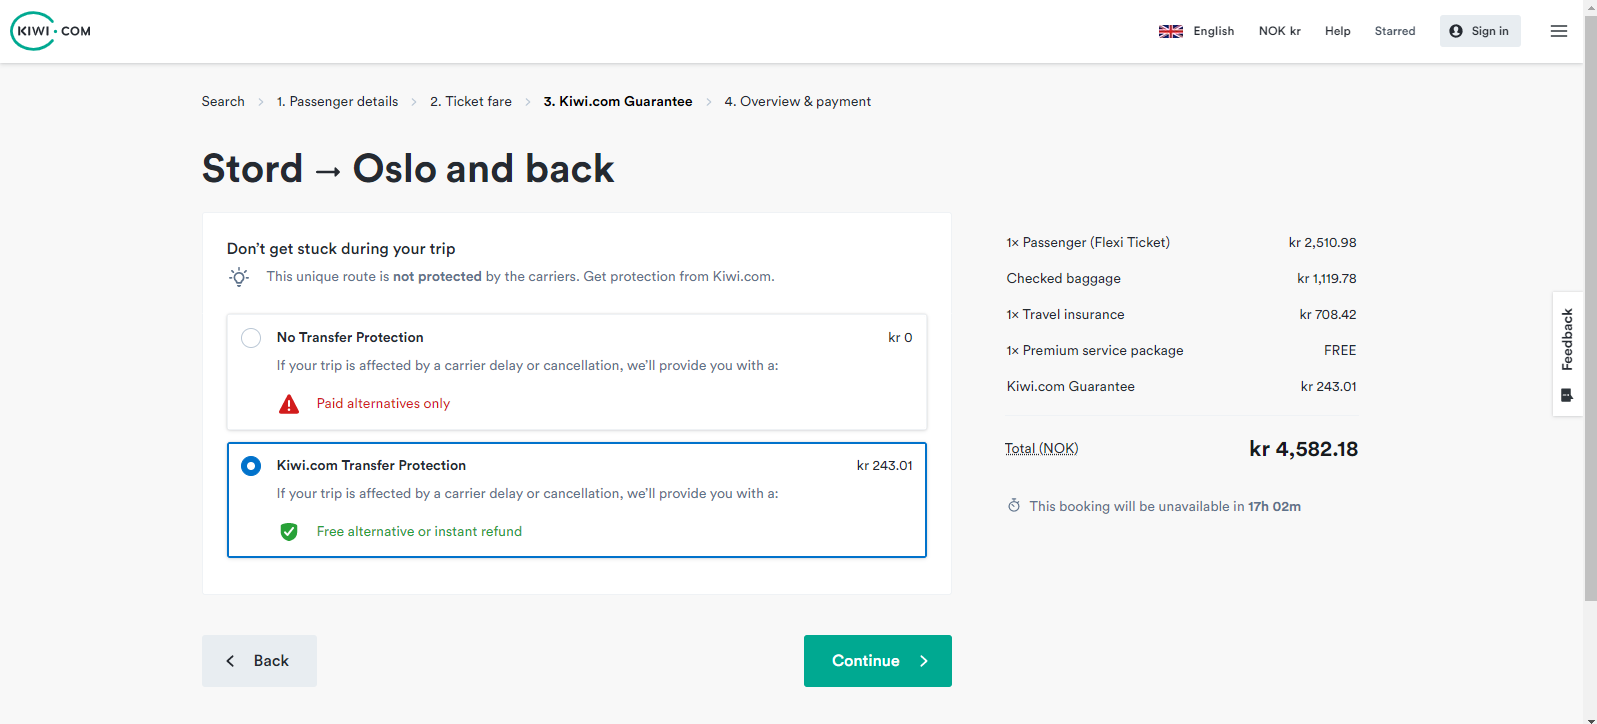 KIWI.COM
English
NOK kr
Help
Starred
Sign in
Search
1. Passenger details
2. Ticket fare
3. Kiwi.com Guarantee
4. Overview & payment
Stord → Oslo and back
Don't get stuck during your trip
This unique route is not protected by the carriers. Get protection from Kiwi.com.
No Transfer Protection
kr 0
If your trip is affected by a carrier delay or cancellation, we'll provide you with a:
Paid alternatives only
Kiwi.com Transfer Protection
kr 243.01
If your trip is affected by a carrier delay or cancellation, we'll provide you with a:
Free alternative or instant refund
Back
Continue
1× Passenger (Flexi Ticket) kr 2,510.98
Checked baggage kr 1,119.78
1× Travel insurance kr 708.42
1× Premium service package FREE
Kiwi.com Guarantee kr 243.01
Total (NOK) kr 4,582.18
This booking will be unavailable in 17h 02m
Feedback